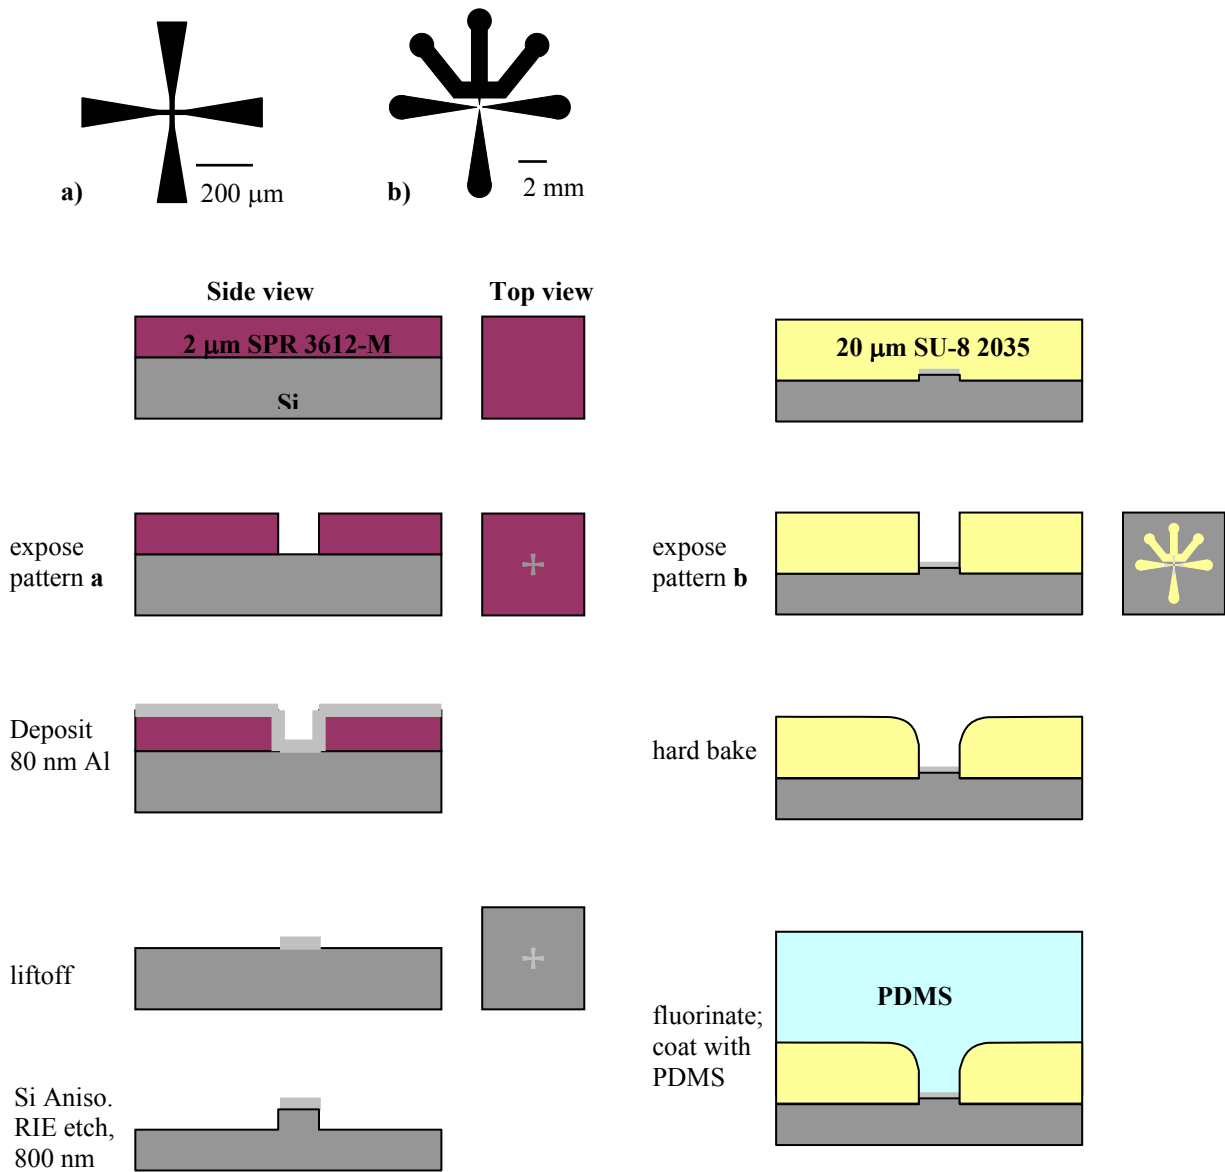 a)
200 μm
b)
2 mm
Side view
Top view
2 μm SPR 3612-M
Si
expose
pattern a
Deposit
80 nm Al
liftoff
Si Aniso.
RIE etch,
800 nm
20 μm SU-8 2035
expose
pattern b
hard bake
PDMS
fluorinate;
coat with
PDMS